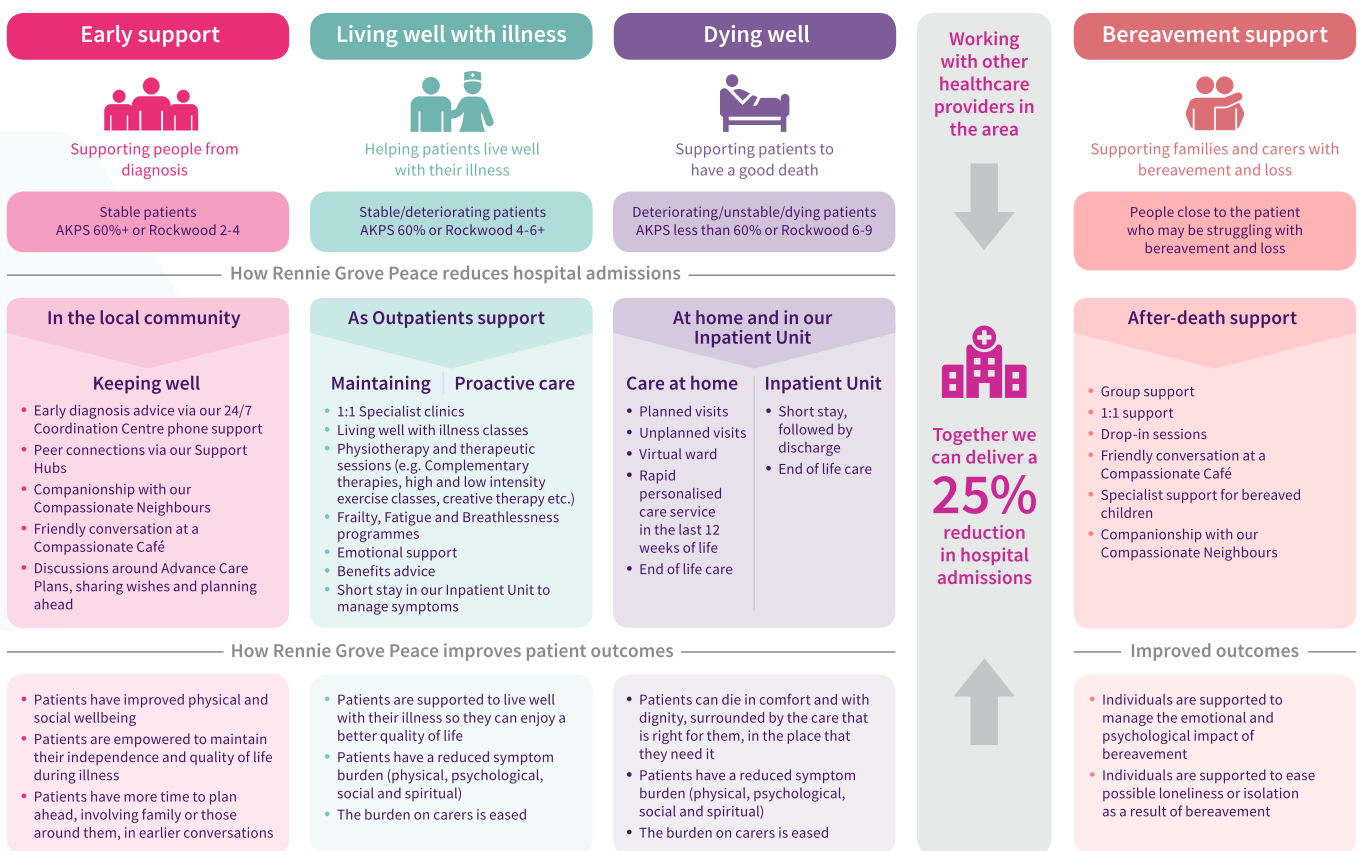 Early support
Supporting people from
diagnosis
Stable patients
AKPS 60%+ or Rockwood 2-4
Living well with illness
Helping patients live well
with their illness
Stable/deteriorating patients
AKPS 60% or Rockwood 4-6+
Dying well
Supporting patients to
have a good death
Deteriorating/unstable/dying patients
AKPS less than 60% or Rockwood 6-9
How Rennie Grove Peace reduces hospital admissions
In the local community
Keeping well
• Early diagnosis advice via our 24/7
Coordination Centre phone support
• Peer connections via our Support
Hubs
• Companionship with our
Compassionate Neighbours
• Friendly conversation at a
Compassionate Café
• Discussions around Advance Care
Plans, sharing wishes and planning
ahead
As Outpatients support
Maintaining
Proactive care
• 1:1 Specialist clinics
• Living well with illness classes
• Physiotherapy and therapeutic
sessions (e.g. Complementary
therapies, high and low intensity
exercise classes, creative therapy etc.)
• Frailty, Fatigue and Breathlessness
programmes
• Emotional support
• Benefits advice
• Short stay in our Inpatient Unit to
manage symptoms
At home and in our
Inpatient Unit
Care at home
• Planned visits
• Unplanned visits
• Virtual ward
• Rapid
personalised
care service
in the last 12
weeks of life
• End of life care
Inpatient Unit
• Short stay,
followed by
discharge
• End of life care
How Rennie Grove Peace improves patient outcomes
• Patients have improved physical and
social wellbeing
• Patients are empowered to maintain
their independence and quality of life
during illness
• Patients have more time to plan
ahead, involving family or those
around them, in earlier conversations
• Patients are supported to live well
with their illness so they can enjoy a
better quality of life
• Patients have a reduced symptom
burden (physical, psychological,
social and spiritual)
• The burden on carers is eased
• Patients can die in comfort and with
dignity, surrounded by the care that
is right for them, in the place that
they need it
• Patients have a reduced symptom
burden (physical, psychological,
social and spiritual)
• The burden on carers is eased
Working
with other
healthcare
providers in
the area
Together we
can deliver a
25%
reduction
in hospital
admissions
Bereavement support
Supporting families and carers with
bereavement and loss
People close to the patient
who may be struggling with
bereavement and loss
After-death support
• Group support
• 1:1 support
• Drop-in sessions
• Friendly conversation at a
Compassionate Café
• Specialist support for bereaved
children
• Companionship with our
Compassionate Neighbours
Improved outcomes
• Individuals are supported to
manage the emotional and
psychological impact of
bereavement
• Individuals are supported to ease
possible loneliness or isolation
as a result of bereavement